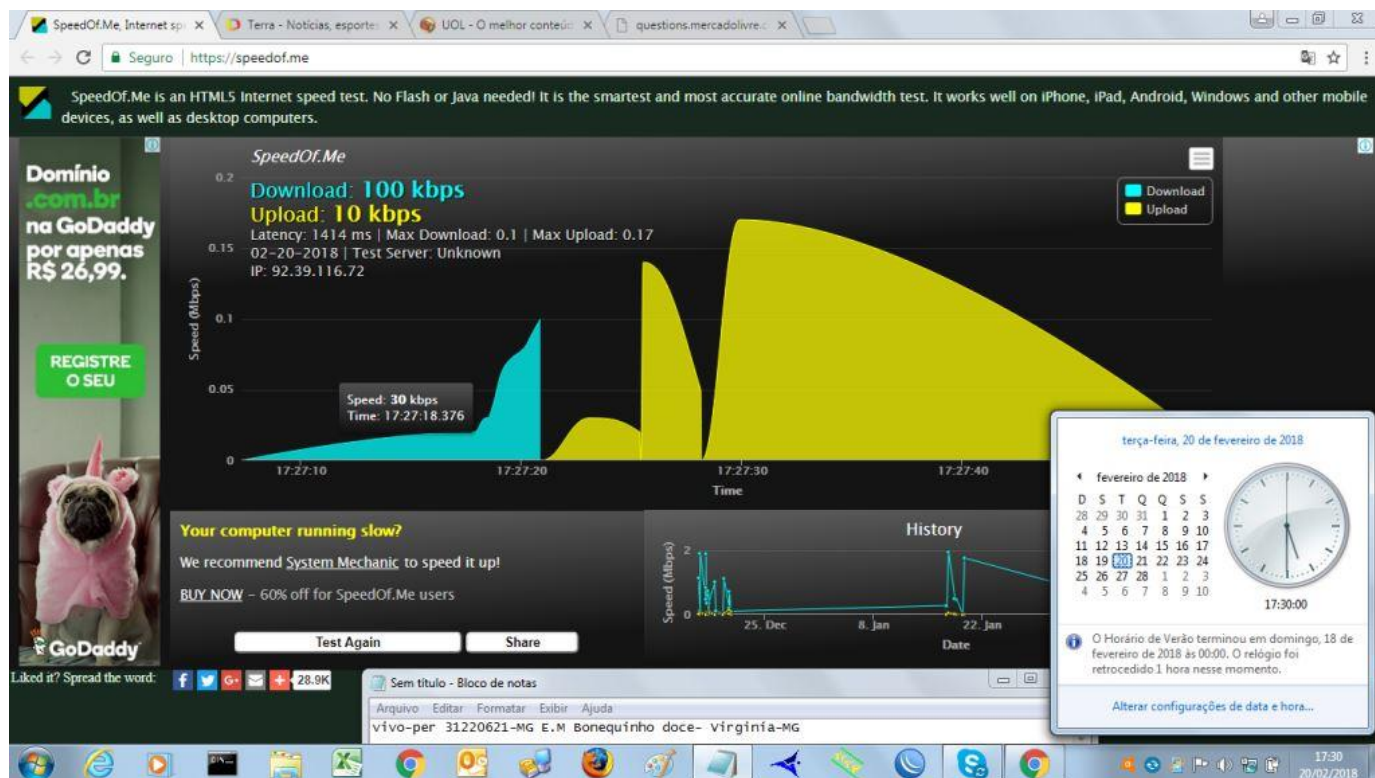 SpeedOf.Me, Internet sp
Terra - Notícias, esporte
UOL - O melhor conteú
questions.mercadolivre.c
Seguro | https://speedof.me
SpeedOf.Me is an HTML5 Internet speed test. No Flash or Java needed! It is the smartest and most accurate online bandwidth test. It works well on iPhone, iPad, Android, Windows and other mobile
devices, as well as desktop computers.
Domínio
.com.br
na GoDaddy
por apenas
R$ 26,99.
REGISTRE
O SEU
GoDaddy
SpeedOf.Me
Download: 100 kbps
Upload: 10 kbps
Latency: 1414 ms | Max Download: 0.1 | Max Upload: 0.17
02-20-2018 | Test Server: Unknown
IP: 92.39.116.72
Download
Upload
Speed (Mbps)
0.2
0.15
0.1
0.05
0
Speed: 30 kbps
Time: 17:27:18.376
17:27:10 17:27:20 17:27:30 17:27:40
Time
Your computer running slow?
We recommend System Mechanic to speed it up!
BUY NOW – 60% off for SpeedOf.Me users
Test Again Share
History
Speed (Mbps)
2
0
25. Dec 8. Jan 22. Jan
Date
terça-feira, 20 de fevereiro de 2018
fevereiro de 2018
D S T Q Q S S
28 29 30 31 1 2 3
4 5 6 7 8 9 10
11 12 13 14 15 16 17
18 19 20 21 22 23 24
25 26 27 28 1 2 3
4 5 6 7 8 9 10
17:30:00
O Horário de Verão terminou em domingo, 18 de
fevereiro de 2018 às 00:00. O relógio foi
retrocedido 1 hora nesse momento.
Alterar configurações de data e hora...
Liked it? Spread the word:
28.9K
Sem título - Bloco de notas
Arquivo Editar Formatar Exibir Ajuda
vivo-per 31220621-MG E.M Bonequinho doce- Virginia-MG
17:30
20/02/2018